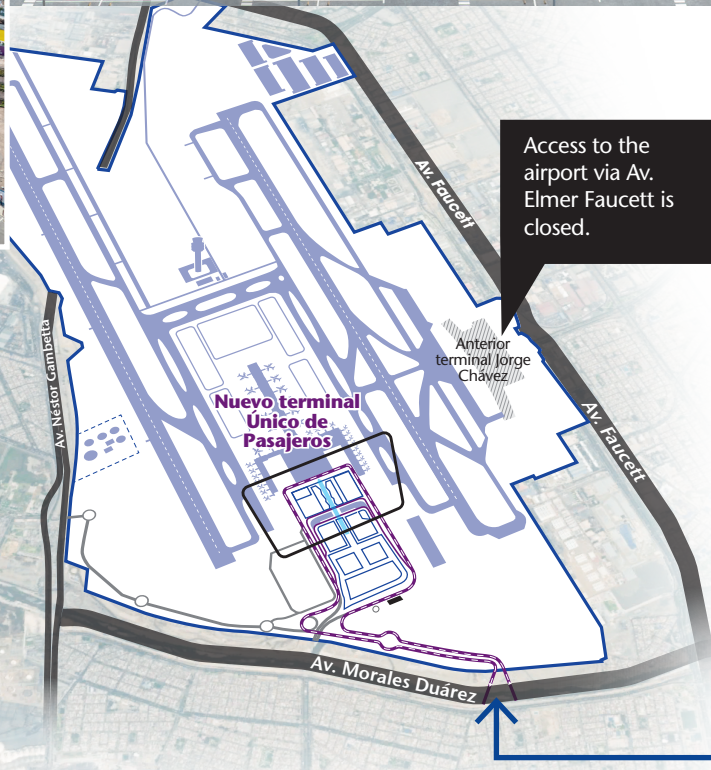 Av. Faucett
Access to the
airport via Av.
Elmer Faucett is
closed.
Anterior
terminal Jorge
Chávez
Av. Néstor Gambetta
Nuevo terminal
Único de
Pasajeros
Av. Faucett
Av. Morales Duárez